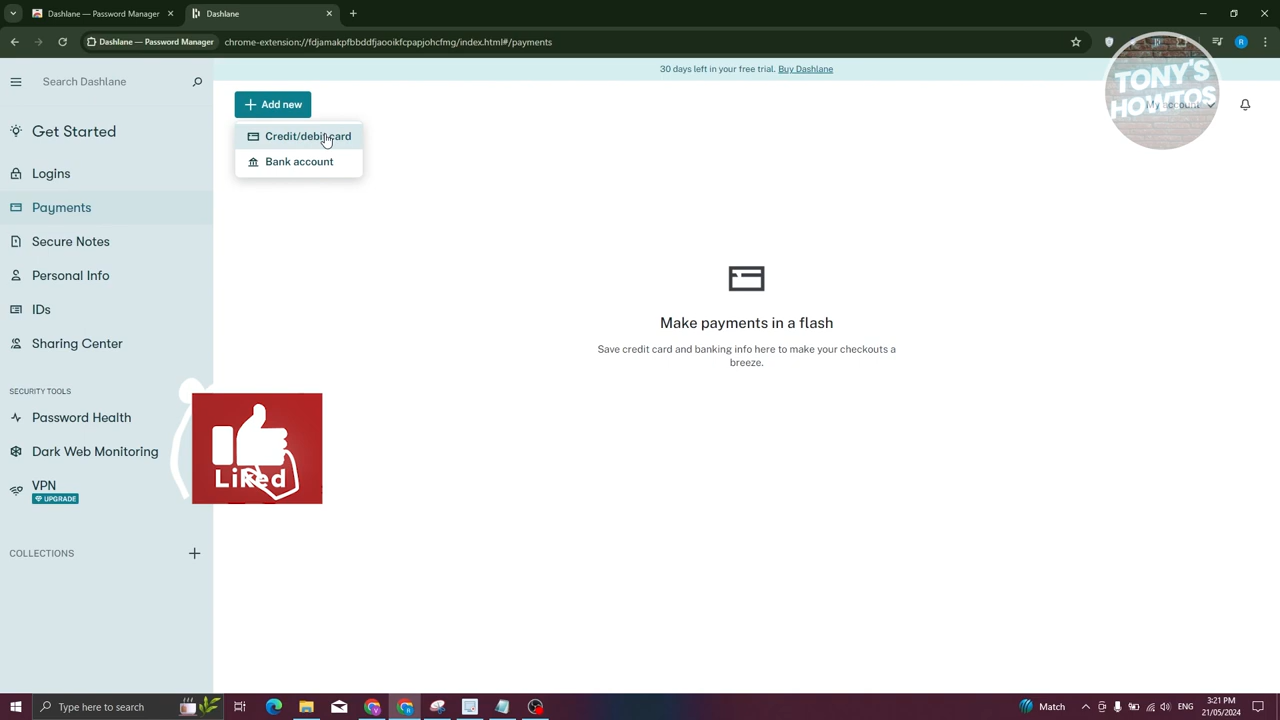 Dashlane — Password Manager
Dashlane
Dashlane — Password Manager
chrome-extension://fdjamakpfbbddfjaooikfcpapjohcfmg/index.html#/payments
Search Dashlane
30 days left in your free trial. Buy Dashlane
TONY'S
HOWTOS
My account
Add new
Get Started
Credit/debit card
Bank account
Logins
Payments
Secure Notes
Personal Info
IDs
Sharing Center
Make payments in a flash
Save credit card and banking info here to make your checkouts a
breeze.
SECURITY TOOLS
Password Health
Dark Web Monitoring
VPN
UPGRADE
Liked
COLLECTIONS
Type here to search
Match
ENG
3:21 PM
21/05/2024